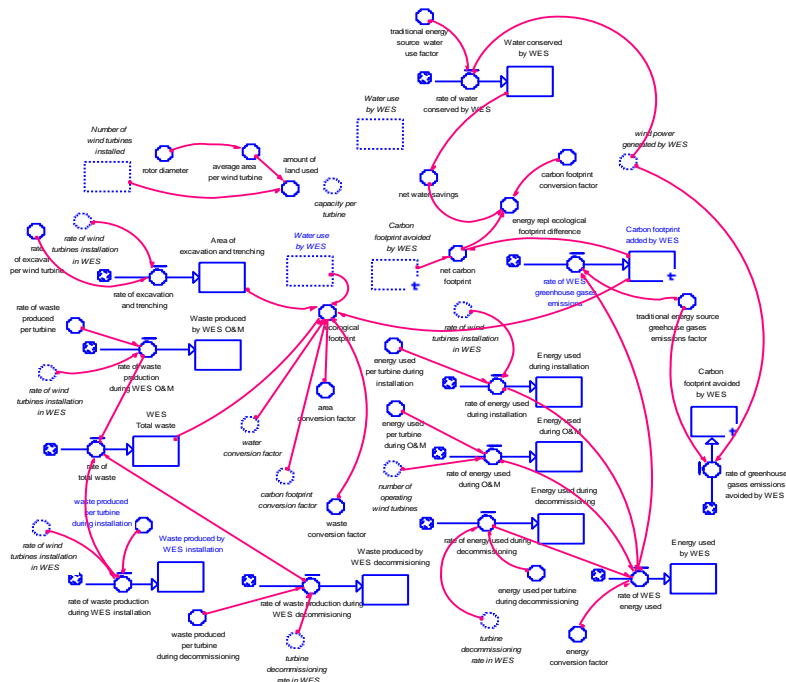 traditional energy
source water
use factor
Water conserved
by WES
rate of water
conserved by WES
Water use
by WES
wind power
generated by WES
Number of
wind turbines
installed
rotor diameter
average area
per wind turbine
amount of
land used
capacity per
turbine
net water savings
carbon footprint
conversion factor
energy repl ecological
footprint difference
rate
of excavat
per wind turbine
rate of wind
turbines installation
in WES
Area of
excavation and trenching
rate of excavation
and trenching
Water use
by WES
Carbon
footprint avoided
by WES
net carbon
footprint
Carbon footprint
added by WES
rate of WES
greenhouse gases
emissions
traditional energy source
greehouse gases
emissions factor
rate of waste
produced
per turbine
Waste produced
by WES O&M
rate of waste
production
during WES O&M
rate of wind
turbines installation
in WES
cological
footprint
rate of wind
turbines installation
in WES
energy used
per turbine during
installation
Energy used
during installation
rate of energy used
during installation
Carbon
footprint avoided
by WES
rate of greenhouse
gases emissions
avoided by WES
WES
Total waste
rate of
total waste
area
conversion factor
water
conversion factor
carbon footprint
conversion factor
waste
conversion factor
energy used
per turbine
during O&M
Energy used
during O&M
rate of energy used
during O&M
number of
operating
wind turbines
Energy used during
decommissioning
rate of energy used during
decommissioning
waste produced
per turbine
during installation
rate of wind
turbines installation
in WES
Waste produced by
WES installation
rate of waste production
during WES installation
Waste produced by
WES decommisioning
rate of waste production during
WES decomissioning
waste produced
per turbine
during decommissioning
turbine
decommissioning
rate in WES
turbine
decommissioning
rate in WES
energy used per turbine
during decommissioning
Energy used
by WES
rate of WES
energy used
energy
conversion factor